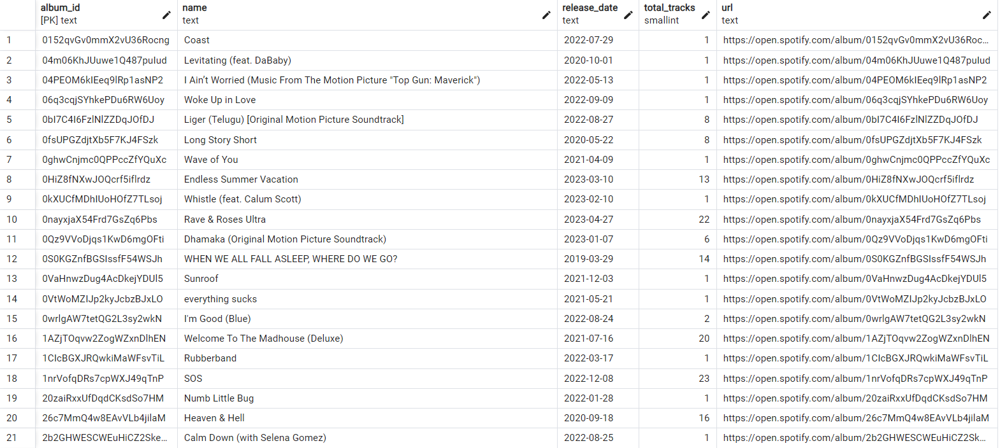 album_id name release_date total_tracks url
[PK] text text text smallint text
1 0152qvGv0mmX2vU36Rocng Coast 2022-07-29 1 https://open.spotify.com/album/0152qvGv0mmX2vU36Roc...
2 04m06KhJUuwe1Q487puIud Levitating (feat. DaBaby) 2020-10-01 1 https://open.spotify.com/album/04m06KhJUuwe1Q487puIud
3 04PEOM6kIEeq9lRp1asNP2 I Ain’t Worried (Music From The Motion Picture "Top Gun: Maverick") 2022-05-13 1 https://open.spotify.com/album/04PEOM6kIEeq9lRp1asNP2
4 06q3cqjSYhkePDu6RW6Uoy Woke Up in Love 2022-09-09 1 https://open.spotify.com/album/06q3cqjSYhkePDu6RW6Uoy
5 0bI7C4I6FzlNlZZDqJOfDJ Liger (Telugu) [Original Motion Picture Soundtrack] 2022-08-27 8 https://open.spotify.com/album/0bI7C4I6FzlNlZZDqJOfDJ
6 0fsUPGZdjtXb5F7KJ4FSzk Long Story Short 2020-05-22 8 https://open.spotify.com/album/0fsUPGZdjtXb5F7KJ4FSzk
7 0ghwCnjmc0QPPccZfYQuXc Wave of You 2021-04-09 1 https://open.spotify.com/album/0ghwCnjmc0QPPccZfYQuXc
8 0HiZ8fNXwJOQcrf5iflrdz Endless Summer Vacation 2023-03-10 13 https://open.spotify.com/album/0HiZ8fNXwJOQcrf5iflrdz
9 0kXUCfMDhIUoHOfZ7TLsoj Whistle (feat. Calum Scott) 2023-02-10 1 https://open.spotify.com/album/0kXUCfMDhIUoHOfZ7TLsoj
10 0nayxjaX54Frd7GsZq6Pbs Rave & Roses Ultra 2023-04-27 22 https://open.spotify.com/album/0nayxjaX54Frd7GsZq6Pbs
11 0Qz9VVoDjqs1KwD6mgOFti Dhamaka (Original Motion Picture Soundtrack) 2023-01-07 6 https://open.spotify.com/album/0Qz9VVoDjqs1KwD6mgOFti
12 0S0KGZnfBGSIssfF54WSJh WHEN WE ALL FALL ASLEEP, WHERE DO WE GO? 2019-03-29 14 https://open.spotify.com/album/0S0KGZnfBGSIssfF54WSJh
13 0VaHnwzDug4AcDkejYDUl5 Sunroof 2021-12-03 1 https://open.spotify.com/album/0VaHnwzDug4AcDkejYDUl5
14 0VtWoMZIJp2kyJcbzBJxLO everything sucks 2021-05-21 1 https://open.spotify.com/album/0VtWoMZIJp2kyJcbzBJxLO
15 0wrlgAW7tetQG2L3sy2wkN I'm Good (Blue) 2022-08-24 2 https://open.spotify.com/album/0wrlgAW7tetQG2L3sy2wkN
16 1AZjTOqvw2ZogWZxnDlhEN Welcome To The Madhouse (Deluxe) 2021-07-16 20 https://open.spotify.com/album/1AZjTOqvw2ZogWZxnDlhEN
17 1CIcBGXJRQwkiMaWFsvTiL Rubberband 2022-03-17 1 https://open.spotify.com/album/1CIcBGXJRQwkiMaWFsvTiL
18 1nrVofqDRs7cpWXJ49qTnP SOS 2022-12-08 23 https://open.spotify.com/album/1nrVofqDRs7cpWXJ49qTnP
19 20zaiRxxUfDqdCKsdSo7HM Numb Little Bug 2022-01-28 1 https://open.spotify.com/album/20zaiRxxUfDqdCKsdSo7HM
20 26c7MmQ4w8EAvVLb4jilaM Heaven & Hell 2020-09-18 16 https://open.spotify.com/album/26c7MmQ4w8EAvVLb4jilaM
21 2b2GHWESCWEuHiCZ2Ske... Calm Down (with Selena Gomez) 2022-08-25 1 https://open.spotify.com/album/2b2GHWESCWEuHiCZ2Sk...